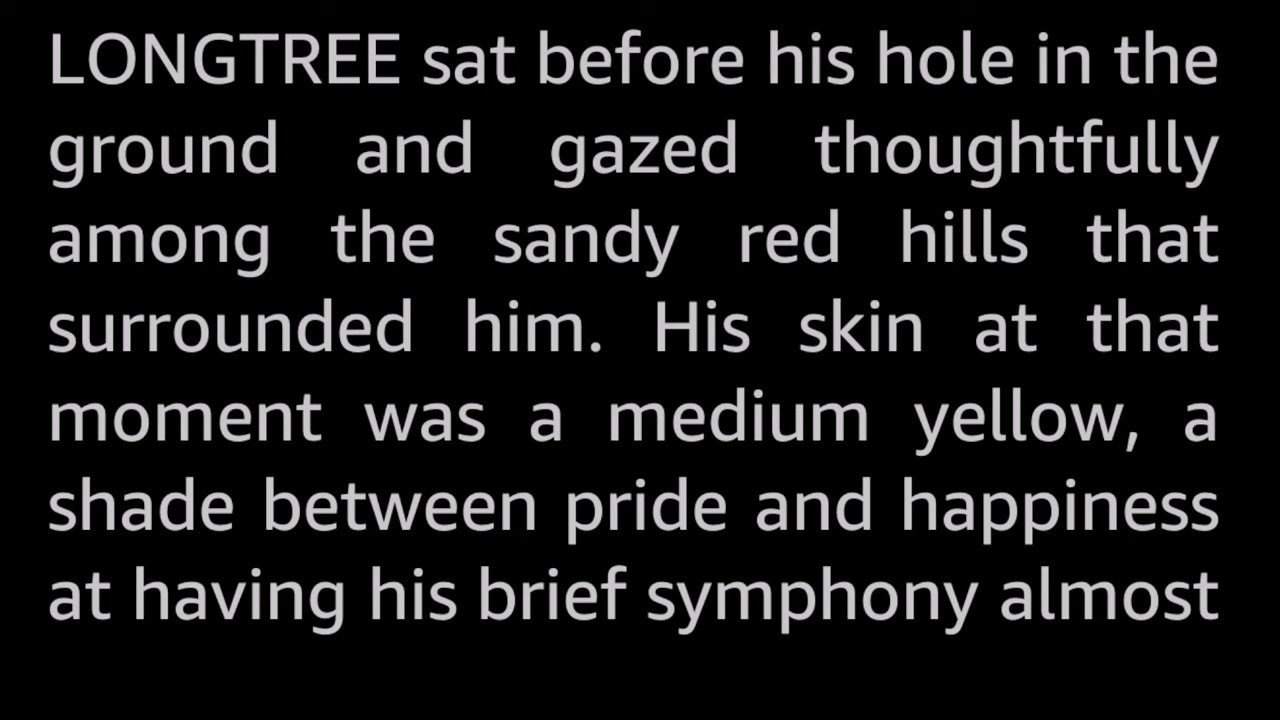 LONGTREE sat before his hole in the
ground and gazed thoughtfully
among the sandy red hills that
surrounded him. His skin at that
moment was a medium yellow, a
shade between pride and happiness
at having his brief symphony almost